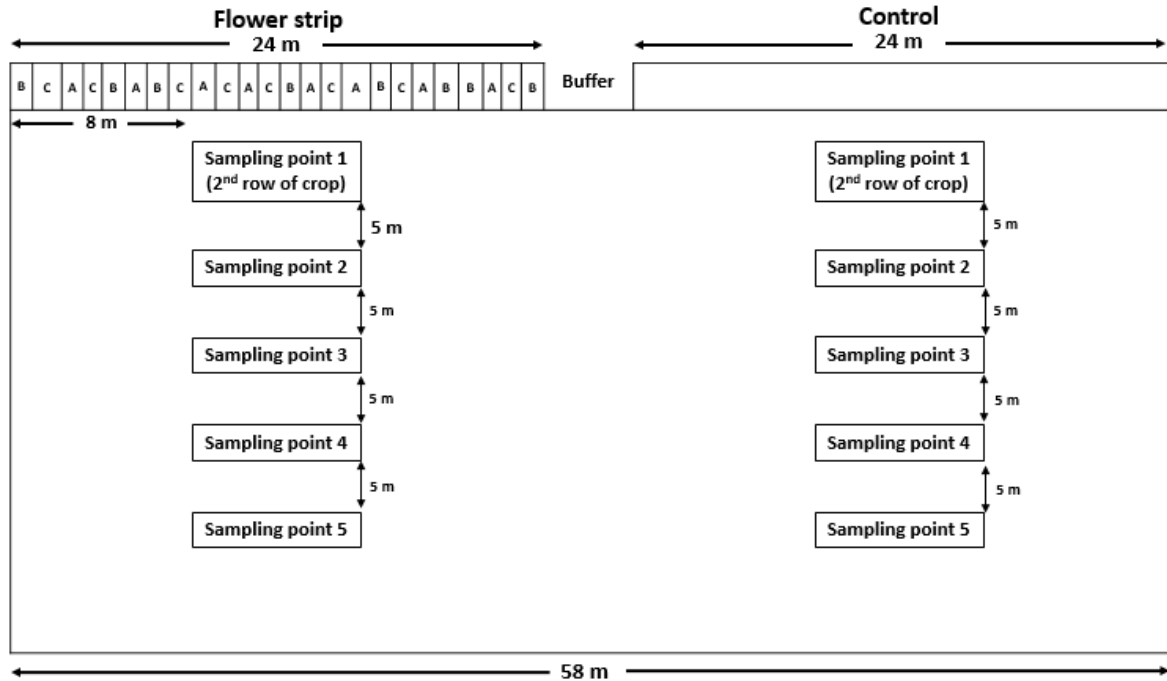 Flower strip
Control
24 m
24 m
B C A C B A B C A C A C B A C A B C A B B A C B
Buffer
8 m
Sampling point 1
(2nd row of crop)
Sampling point 1
(2nd row of crop)
5 m
5 m
Sampling point 2
Sampling point 2
5 m
5 m
Sampling point 3
Sampling point 3
5 m
5 m
Sampling point 4
Sampling point 4
5 m
5 m
Sampling point 5
Sampling point 5
58 m